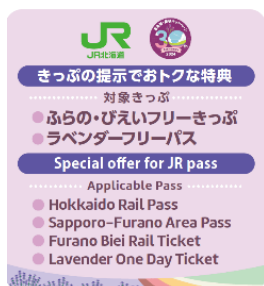 JR
JR北海道
30
きっぷの提示でおトクな特典
対象きっぷ
ふらの・びえいフリーきっぷ
ラベンダーフリーパス
Special offer for JR pass
Applicable Pass
Hokkaido Rail Pass
Sapporo-Furano Area Pass
Furano Biei Rail Ticket
Lavender One Day Ticket